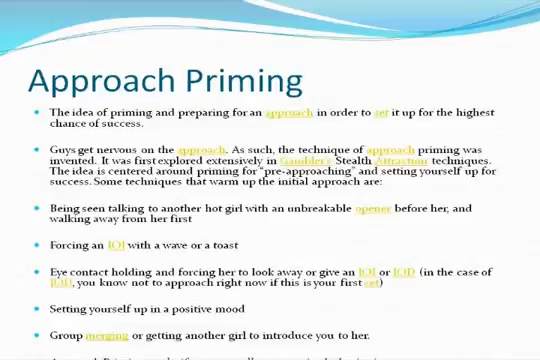 Approach Priming
The idea of priming and preparing for an approach in order to set it up for the highest
chance of success.
Guys get nervous on the approach. As such, the technique of approach priming was
invented. It was first explored extensively in Gambler's Stealth Attraction techniques.
The idea is centered around priming for "pre-approaching" and setting yourself up for
success. Some techniques that warm up the initial approach are:
Being seen talking to another hot girl with an unbreakable opener before her, and
walking away from her first
Forcing an IOI with a wave or a toast
Eye contact holding and forcing her to look away or give an IOI or IOD (in the case of
IOD, you know not to approach right now if this is your first set)
Setting yourself up in a positive mood
Group merging or getting another girl to introduce you to her.